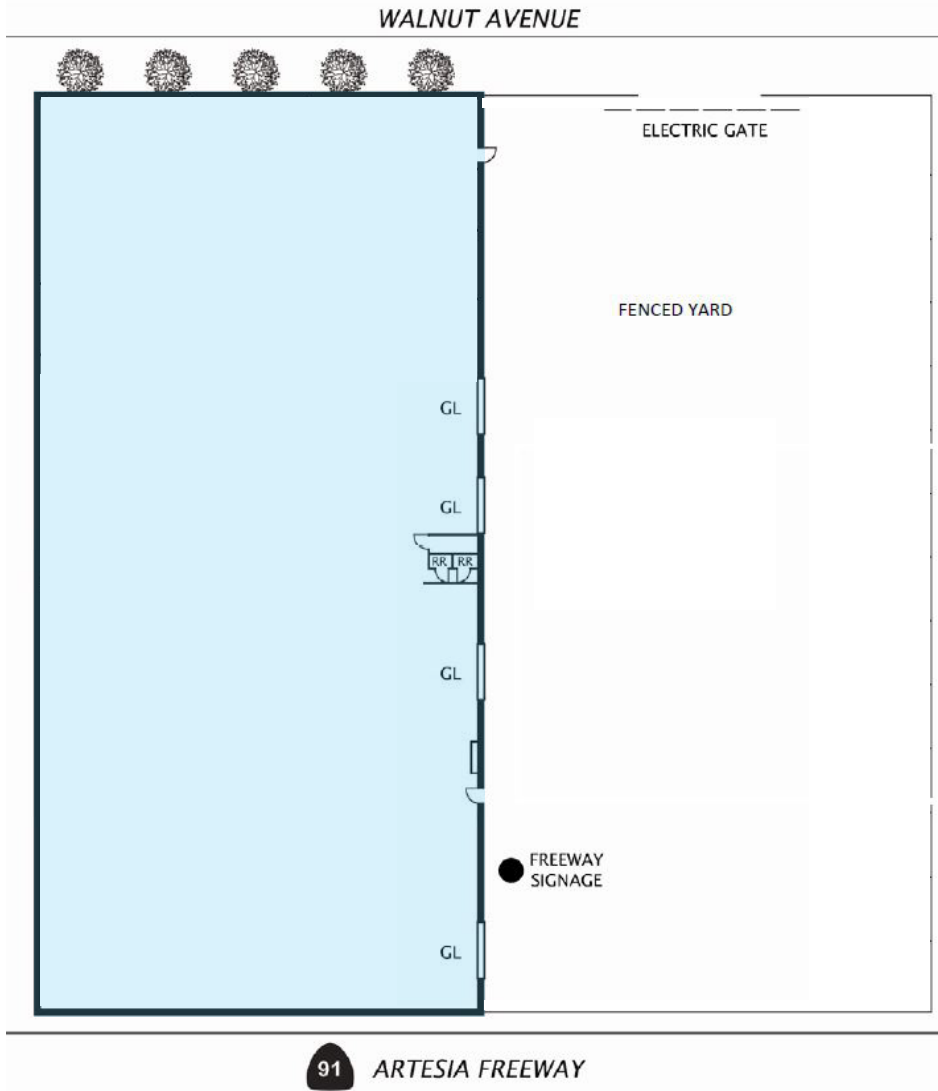 WALNUT AVENUE
ELECTRIC GATE
FENCED YARD
GL
GL
RR RR
GL
FREEWAY
SIGNAGE
GL
91 ARTESIA FREEWAY